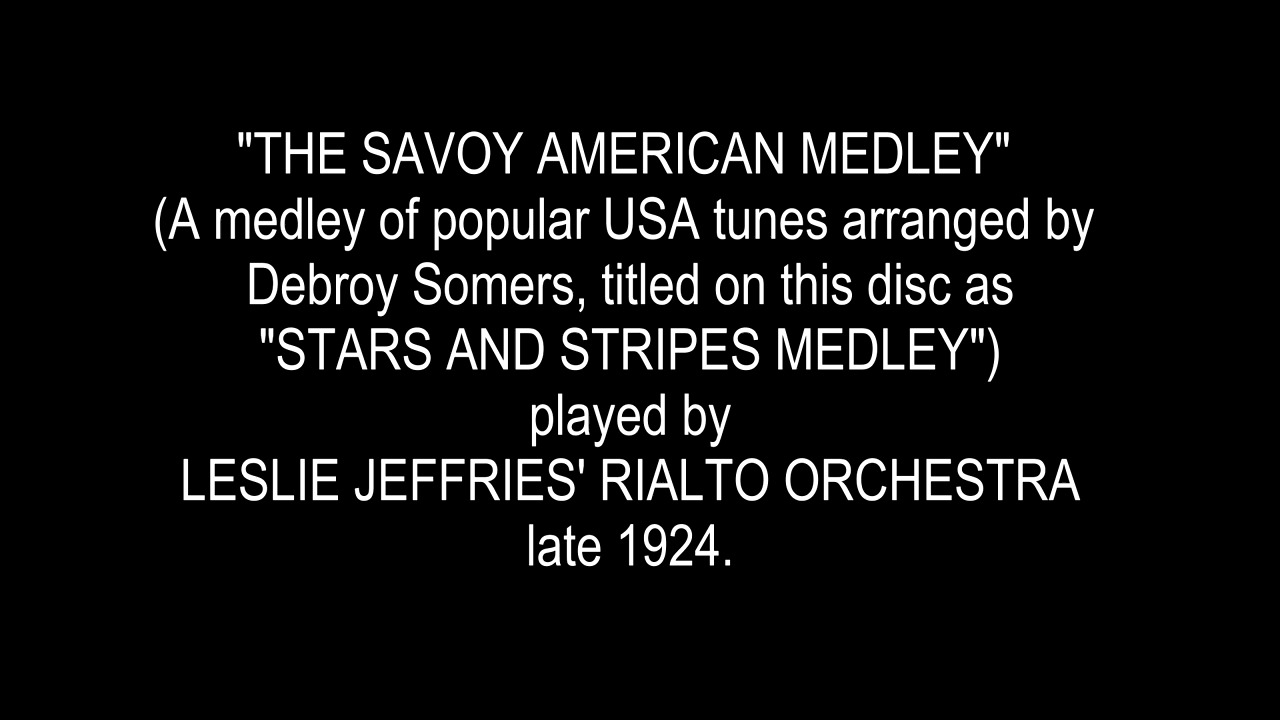 "THE SAVOY AMERICAN MEDLEY"
(A medley of popular USA tunes arranged by
Debroy Somers, titled on this disc as
"STARS AND STRIPES MEDLEY")
played by
LESLIE JEFFRIES' RIALTO ORCHESTRA
late 1924.